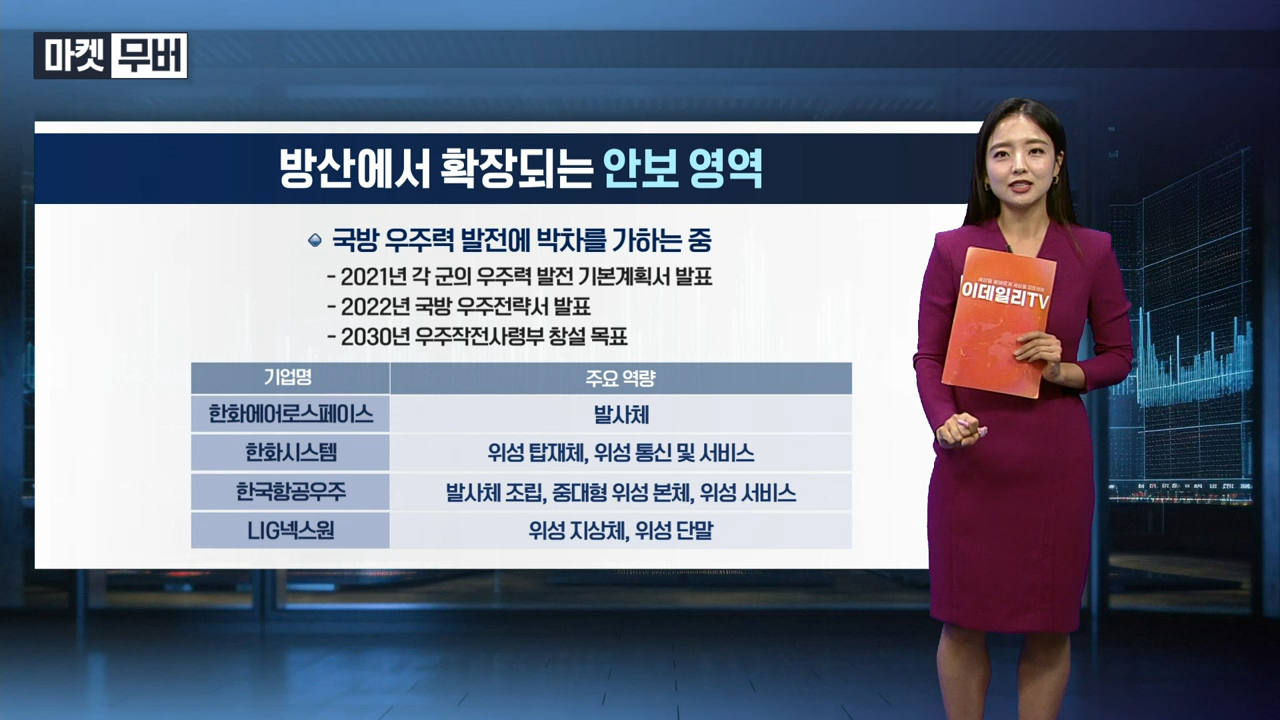 마켓무버
방산에서 확장되는 안보 영역
국방 우주력 발전에 박차를 가하는 중
- 2021년 각 군의 우주력 발전 기본계획서 발표
- 2022년 국방 우주전략서 발표
- 2030년 우주작전사령부 창설 목표
기업명 주요 역량
한화에어로스페이스 발사체
한화시스템 위성 탑재체, 위성 통신 및 서비스
한국항공우주 발사체 조립, 중대형 위성 본체, 위성 서비스
LIG넥스원 위성 지상체, 위성 단말
이데일리TV